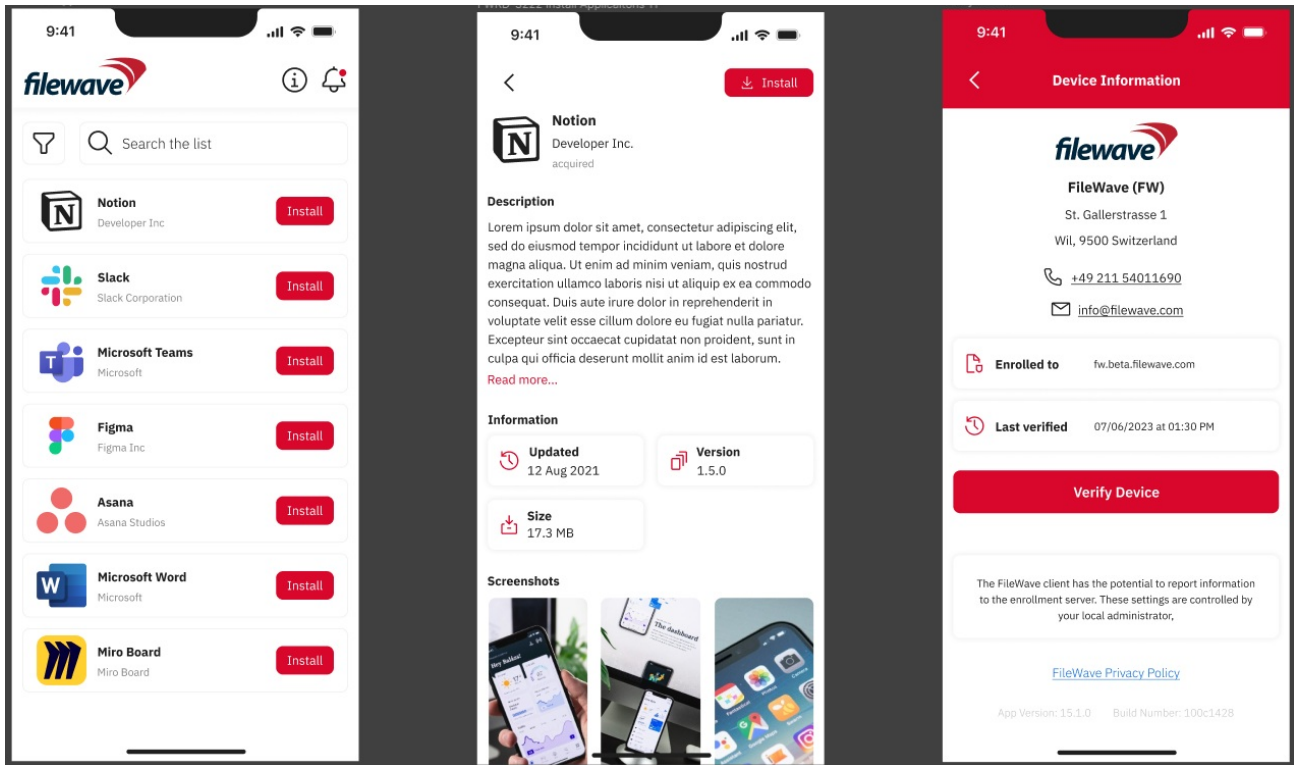 9:41
filewave
Search the list
Notion
Developer Inc
Install
Slack
Slack Corporation
Install
Microsoft Teams
Microsoft
Install
Figma
Figma Inc
Install
Asana
Asana Studios
Install
Microsoft Word
Microsoft
Install
Miro Board
Miro Board
Install
9:41
Install
Notion
Developer Inc.
acquired
Description
Lorem ipsum dolor sit amet, consectetur adipiscing elit,
sed do eiusmod tempor incididunt ut labore et dolore
magna aliqua. Ut enim ad minim veniam, quis nostrud
exercitation ullamco laboris nisi ut aliquip ex ea commodo
consequat. Duis aute irure dolor in reprehenderit in
voluptate velit esse cillum dolore eu fugiat nulla pariatur.
Excepteur sint occaecat cupidatat non proident, sunt in
culpa qui officia deserunt mollit anim id est laborum.
Read more...
Information
Updated
12 Aug 2021
Version
1.5.0
Size
17.3 MB
Screenshots
The dashboard
9:41
Device Information
filewave
FileWave (FW)
St. Gallerstrasse 1
Wil, 9500 Switzerland
+49 211 54011690
info@filewave.com
Enrolled to fw.beta.filewave.com
Last verified 07/06/2023 at 01:30 PM
Verify Device
The FileWave client has the potential to report information
to the enrollment server. These settings are controlled by
your local administrator,
FileWave Privacy Policy
App Version: 15.1.0 Build Number: 100c1428